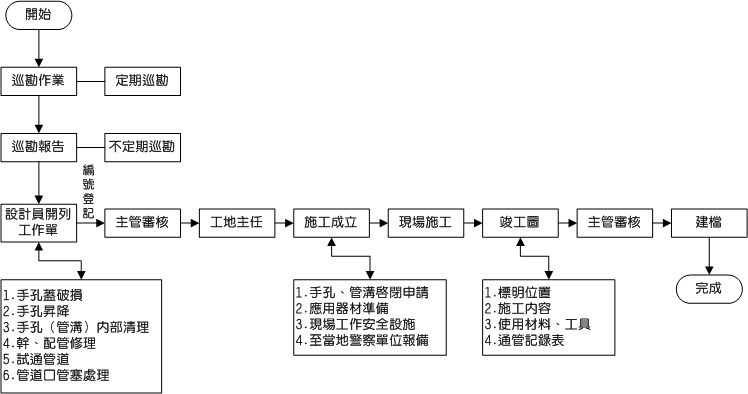 開始
巡勘作業
定期巡勘
巡勘報告
不定期巡勘
編號登記
設計員開列
工作單
主管審核
工地主任
施工成立
現場施工
竣工圖
主管審核
建檔
完成
1.手孔蓋破損
2.手孔昇降
3.手孔（管溝）內部清理
4.幹、配管修理
5.試通管道
6.管道口管塞處理
1.手孔、管溝啓閉申請
2.應用器材準備
3.現場工作安全設施
4.至當地警察單位報備
1.標明位置
2.施工內容
3.使用材料、工具
4.通管記錄表